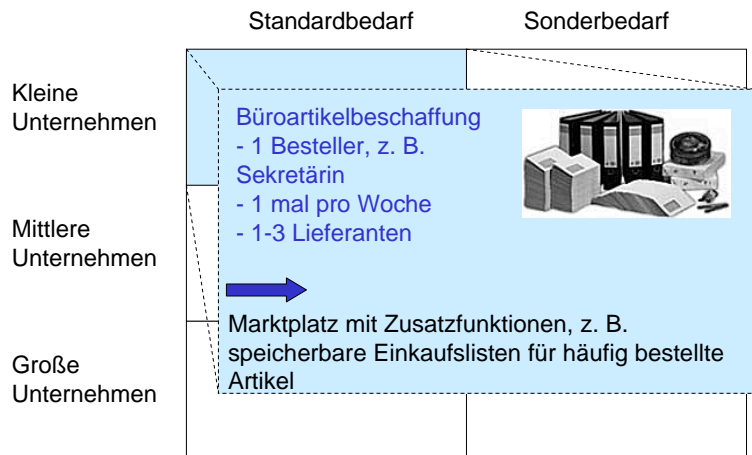 Standardbedarf
Sonderbedarf
Kleine
Unternehmen
Büroartikelbeschaffung
- 1 Besteller, z. B.
Sekretärin
- 1 mal pro Woche
- 1-3 Lieferanten
Mittlere
Unternehmen
Marktplatz mit Zusatzfunktionen, z. B.
speicherbare Einkaufslisten für häufig bestellte
Artikel
Große
Unternehmen